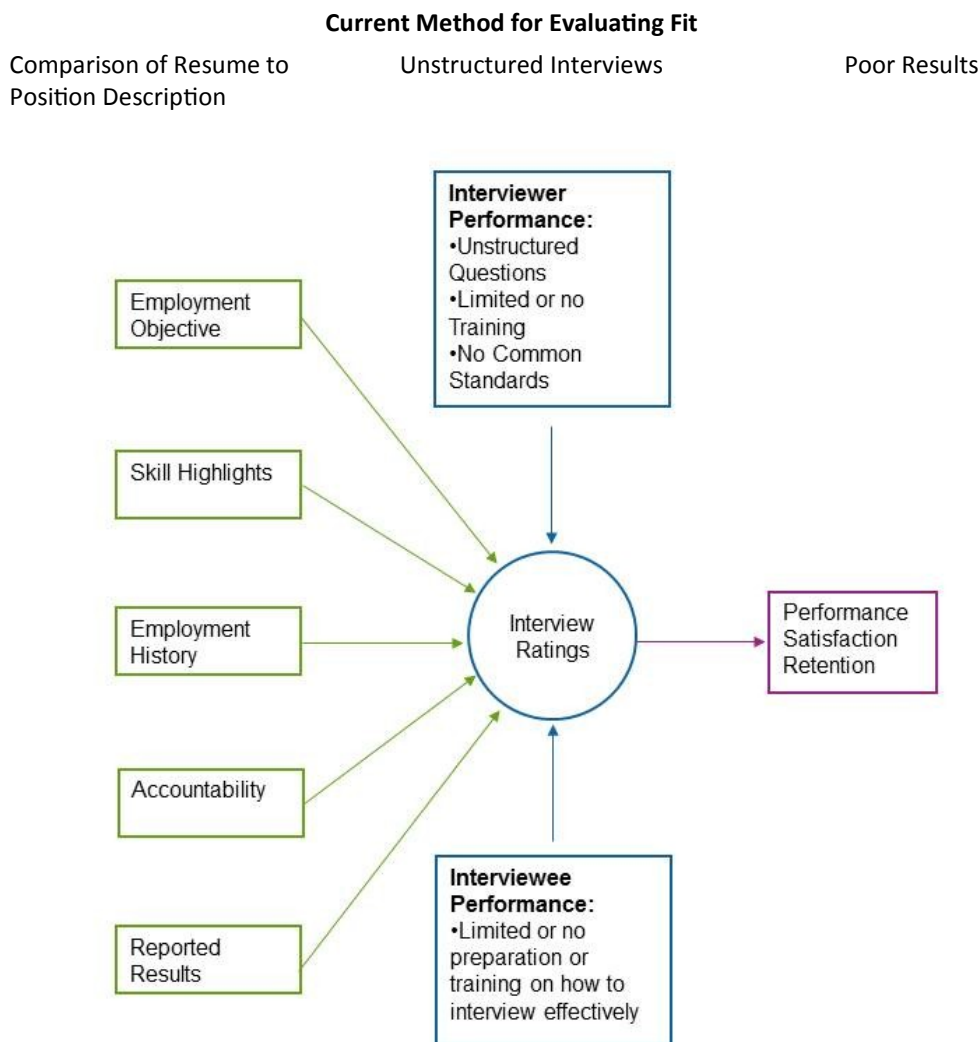 Current Method for Evaluating Fit
Comparison of Resume to
Position Description
Unstructured Interviews
Poor Results
Interviewer
Performance:
•Unstructured
Questions
•Limited or no
Training
•No Common
Standards
Employment
Objective
Skill Highlights
Employment
History
Accountability
Reported
Results
Interview
Ratings
Performance
Satisfaction
Retention
Interviewee
Performance:
•Limited or no
preparation or
training on how to
interview effectively